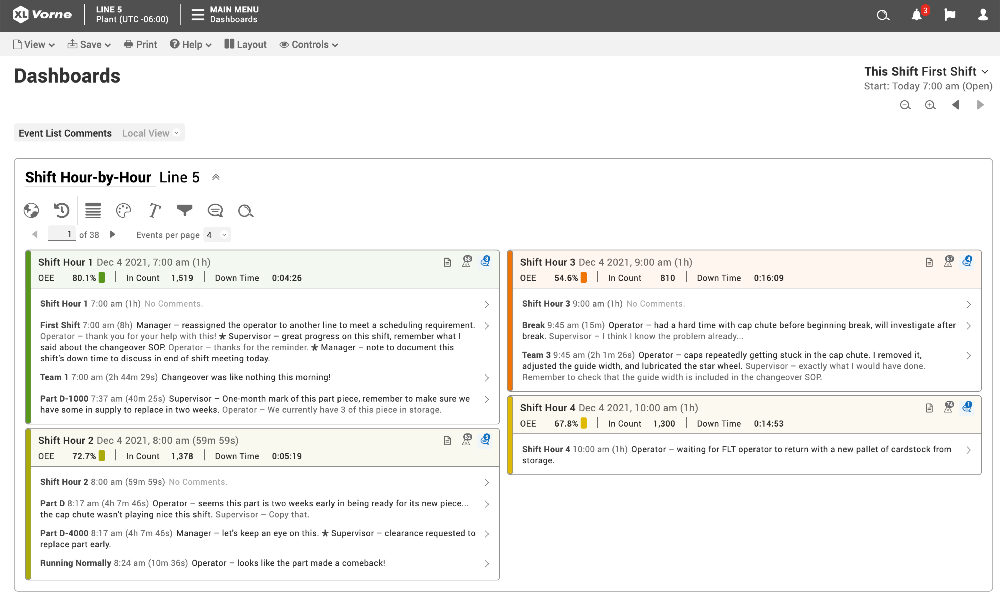 XL Vorne
LINE 5
Plant (UTC -06:00)
MAIN MENU
Dashboards
3
View
Save
Print
Help
Layout
Controls
Dashboards
This Shift First Shift
Start: Today 7:00 am (Open)
Event List Comments Local View
Shift Hour-by-Hour Line 5
1 of 38 Events per page 4
Shift Hour 1 Dec 4 2021, 7:00 am (1h) 68 8
OEE 80.1% In Count 1,519 Down Time 0:04:26
Shift Hour 1 7:00 am (1h) No Comments.
First Shift 7:00 am (8h) Manager – reassigned the operator to another line to meet a scheduling requirement.
Operator – thank you for your help with this! * Supervisor – great progress on this shift, remember what I
said about the changeover SOP. Operator – thanks for the reminder. * Manager – note to document this
shift's down time to discuss in end of shift meeting today.
Team 1 7:00 am (2h 44m 29s) Changeover was like nothing this morning!
Part D-1000 7:37 am (40m 25s) Supervisor – One-month mark of this part piece, remember to make sure we
have some in supply to replace in two weeks. Operator – We currently have 3 of this piece in storage.
Shift Hour 2 Dec 4 2021, 8:00 am (59m 59s) 62 5
OEE 72.7% In Count 1,378 Down Time 0:05:19
Shift Hour 2 8:00 am (59m 59s) No Comments.
Part D 8:17 am (4h 7m 46s) Operator – seems this part is two weeks early in being ready for its new piece...
the cap chute wasn't playing nice this shift. Supervisor – Copy that.
Part D-4000 8:17 am (4h 7m 46s) Manager – let's keep an eye on this. * Supervisor – clearance requested to
replace part early.
Running Normally 8:24 am (10m 36s) Operator – looks like the part made a comeback!
Shift Hour 3 Dec 4 2021, 9:00 am (1h) 67 4
OEE 54.6% In Count 810 Down Time 0:16:09
Shift Hour 3 9:00 am (1h) No Comments.
Break 9:45 am (15m) Operator – had a hard time with cap chute before beginning break, will investigate after
break. Supervisor – I think I know the problem already...
Team 3 9:45 am (2h 1m 26s) Operator – caps repeatedly getting stuck in the cap chute. I removed it,
adjusted the guide width, and lubricated the star wheel. Supervisor – exactly what I would have done.
Remember to check that the guide width is included in the changeover SOP.
Shift Hour 4 Dec 4 2021, 10:00 am (1h) 74 1
OEE 67.8% In Count 1,300 Down Time 0:14:53
Shift Hour 4 10:00 am (1h) Operator – waiting for FLT operator to return with a new pallet of cardstock from
storage.